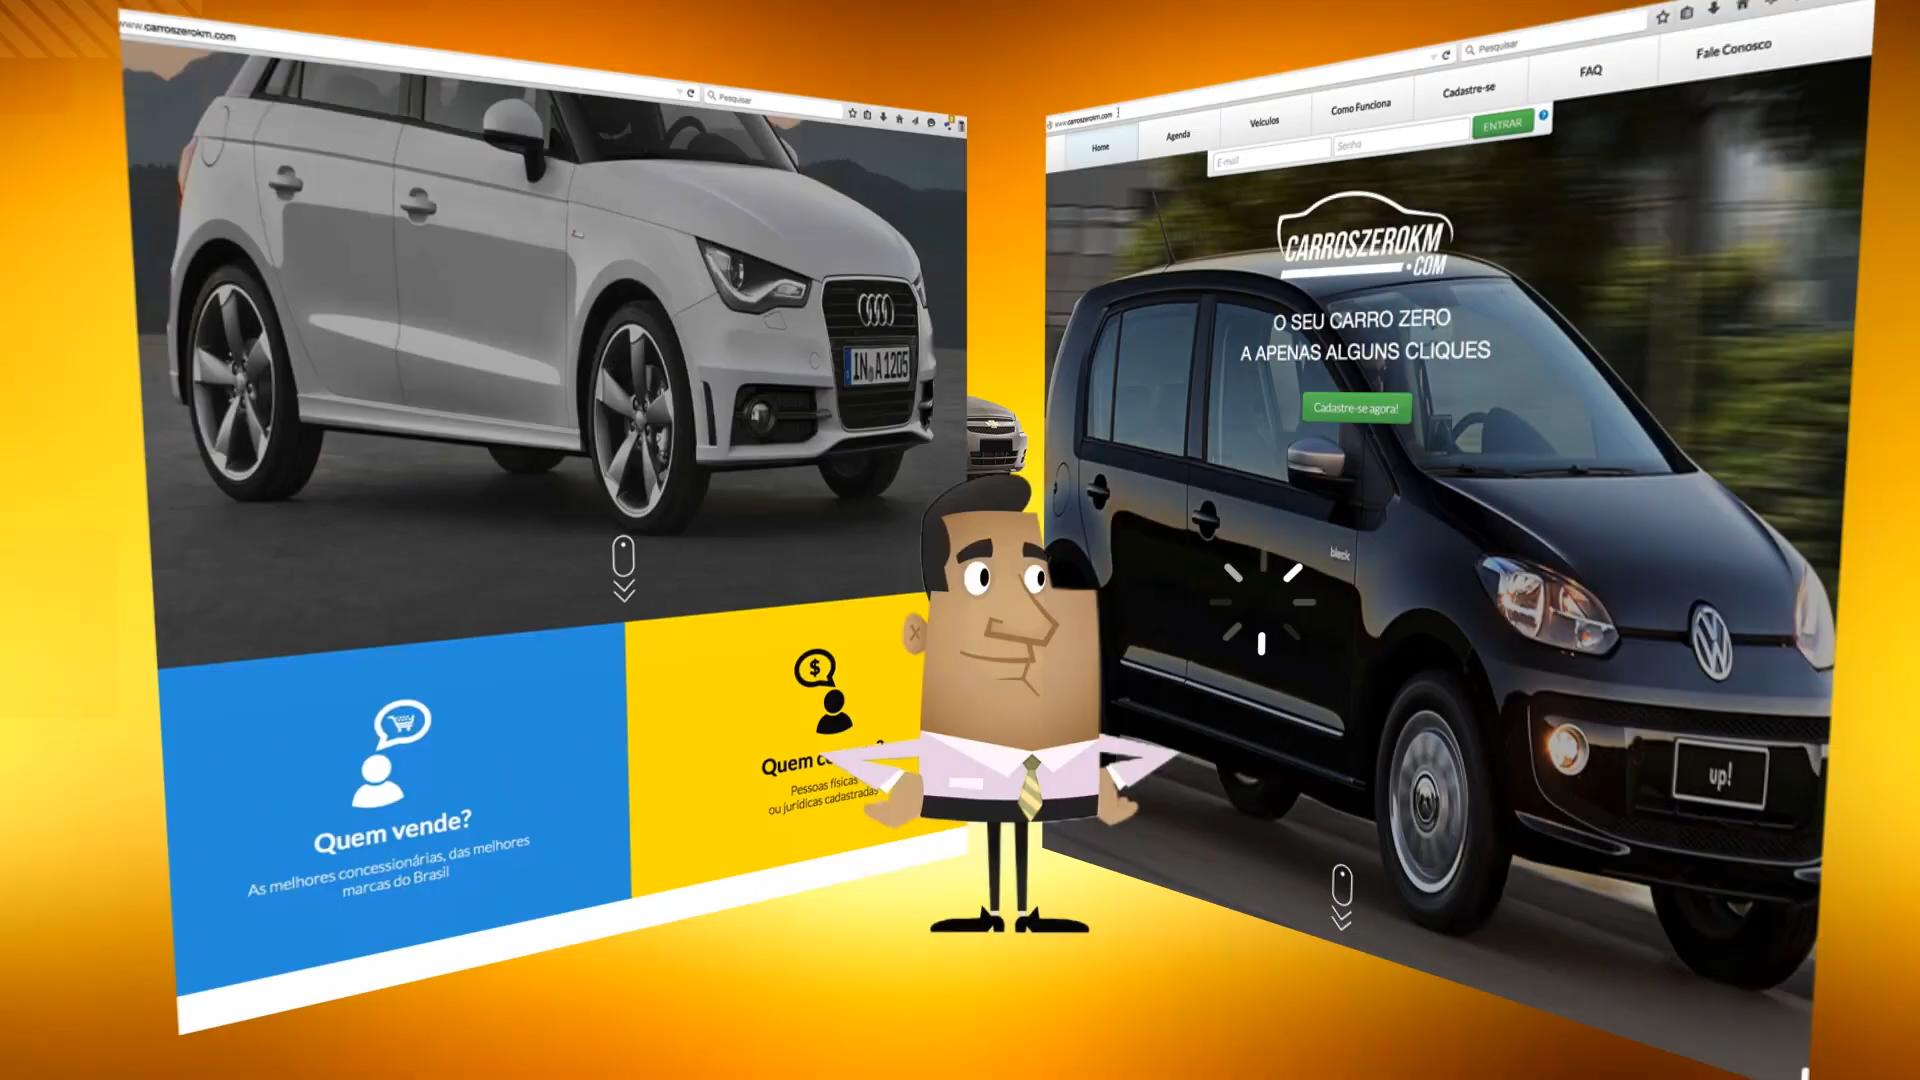 www.carroszerokm.com
Pesquisar
IN A 1205
Quem vende?
As melhores concessionárias, das melhores
marcas do Brasil
$
Quem
Pessoas físicas
ou jurídicas cadastradas
www.carroszerokm.com
Pesquisar
Home
Agenda
Veículos
Como Funciona
Cadastre-se
FAQ
Fale Conosco
E-mail
Senha
ENTRAR
?
CARROSZEROKM
.COM
O SEU CARRO ZERO
A APENAS ALGUNS CLIQUES
Cadastre-se agora!
black
up!